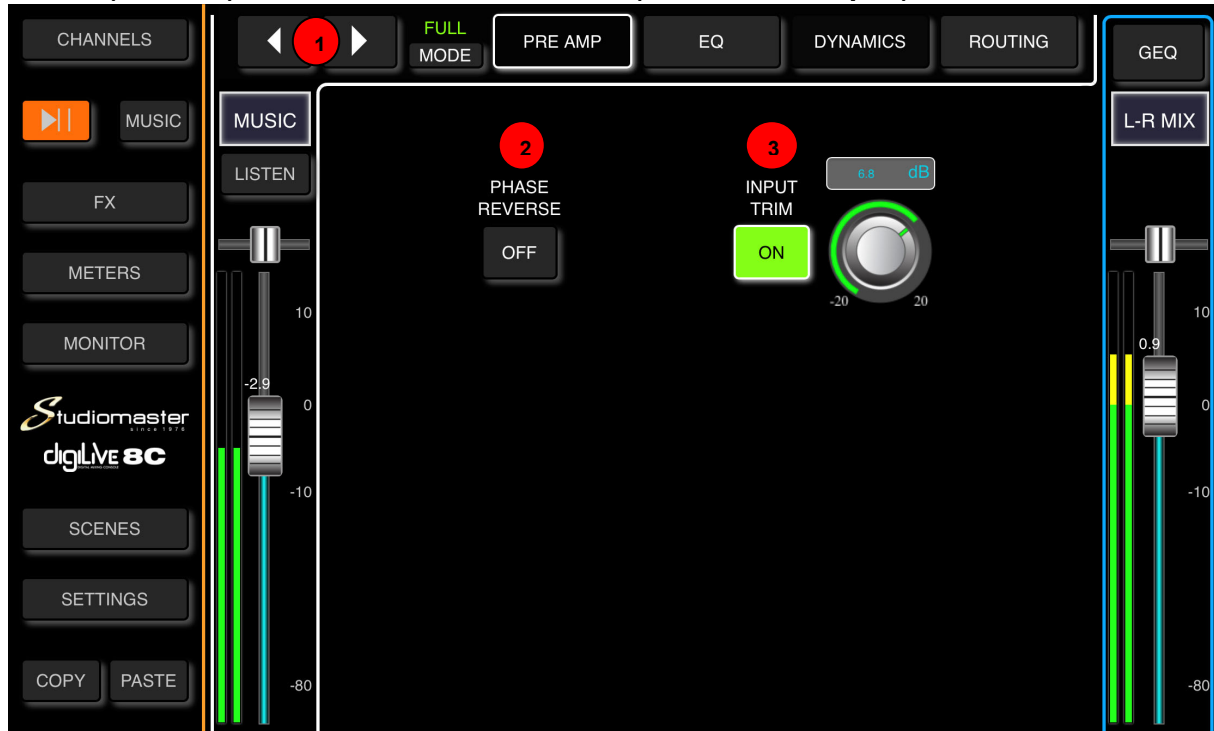 CHANNELS
MUSIC
FX
METERS
MONITOR
Studiomaster
since 1976
digiLiVE 8C
SCENES
SETTINGS
COPY PASTE
1
FULL
MODE
PRE AMP
EQ
DYNAMICS
ROUTING
MUSIC
LISTEN
10
-2.9
0
-10
-80
2
PHASE
REVERSE
OFF
3
INPUT
TRIM
ON
6.8 dB
-20 20
GEQ
L-R MIX
10
0.9
0
-10
-80